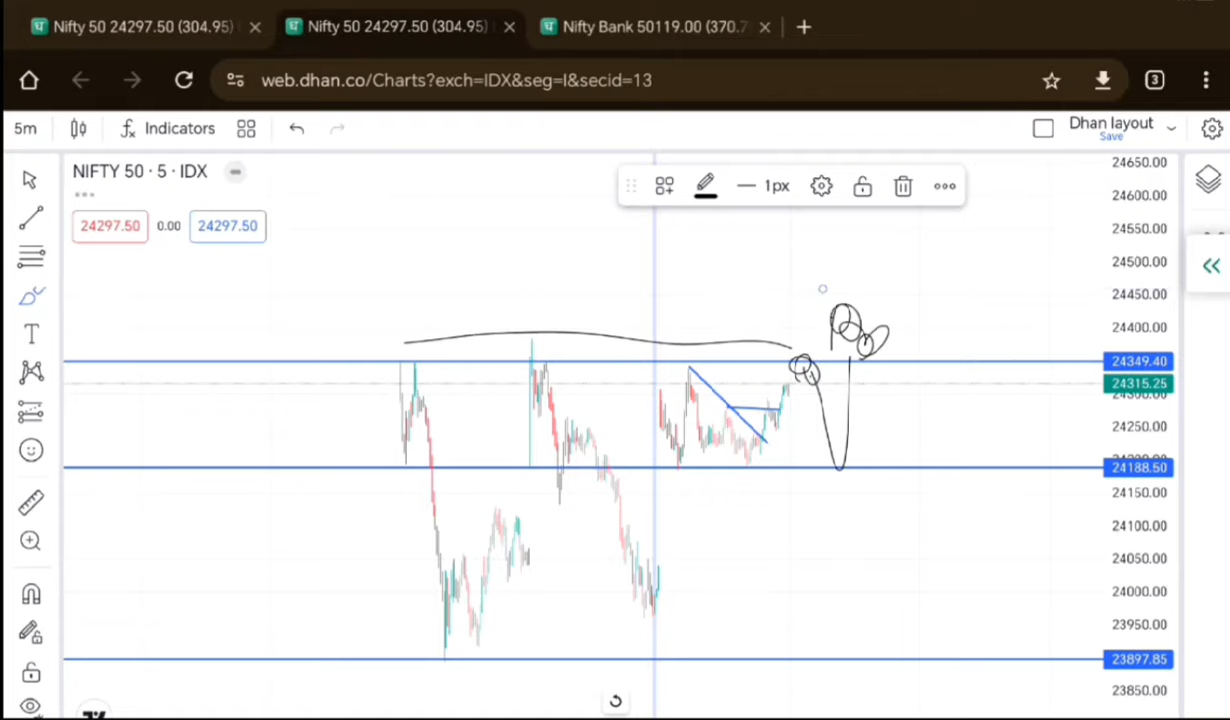 Nifty 50 24297.50 (304.95)
Nifty 50 24297.50 (304.95)
Nifty Bank 50119.00 (370.7
web.dhan.co/Charts?exch=IDX&seg=I&secid=13
3
5m
Indicators
Dhan layout
Save
NIFTY 50 · 5 · IDX
1px
24297.50
0.00
24297.50
T
24650.00
24600.00
24550.00
24500.00
24450.00
24400.00
24349.40
24315.25
24300.00
24250.00
24188.50
24150.00
24100.00
24050.00
24000.00
23950.00
23897.85
23850.00